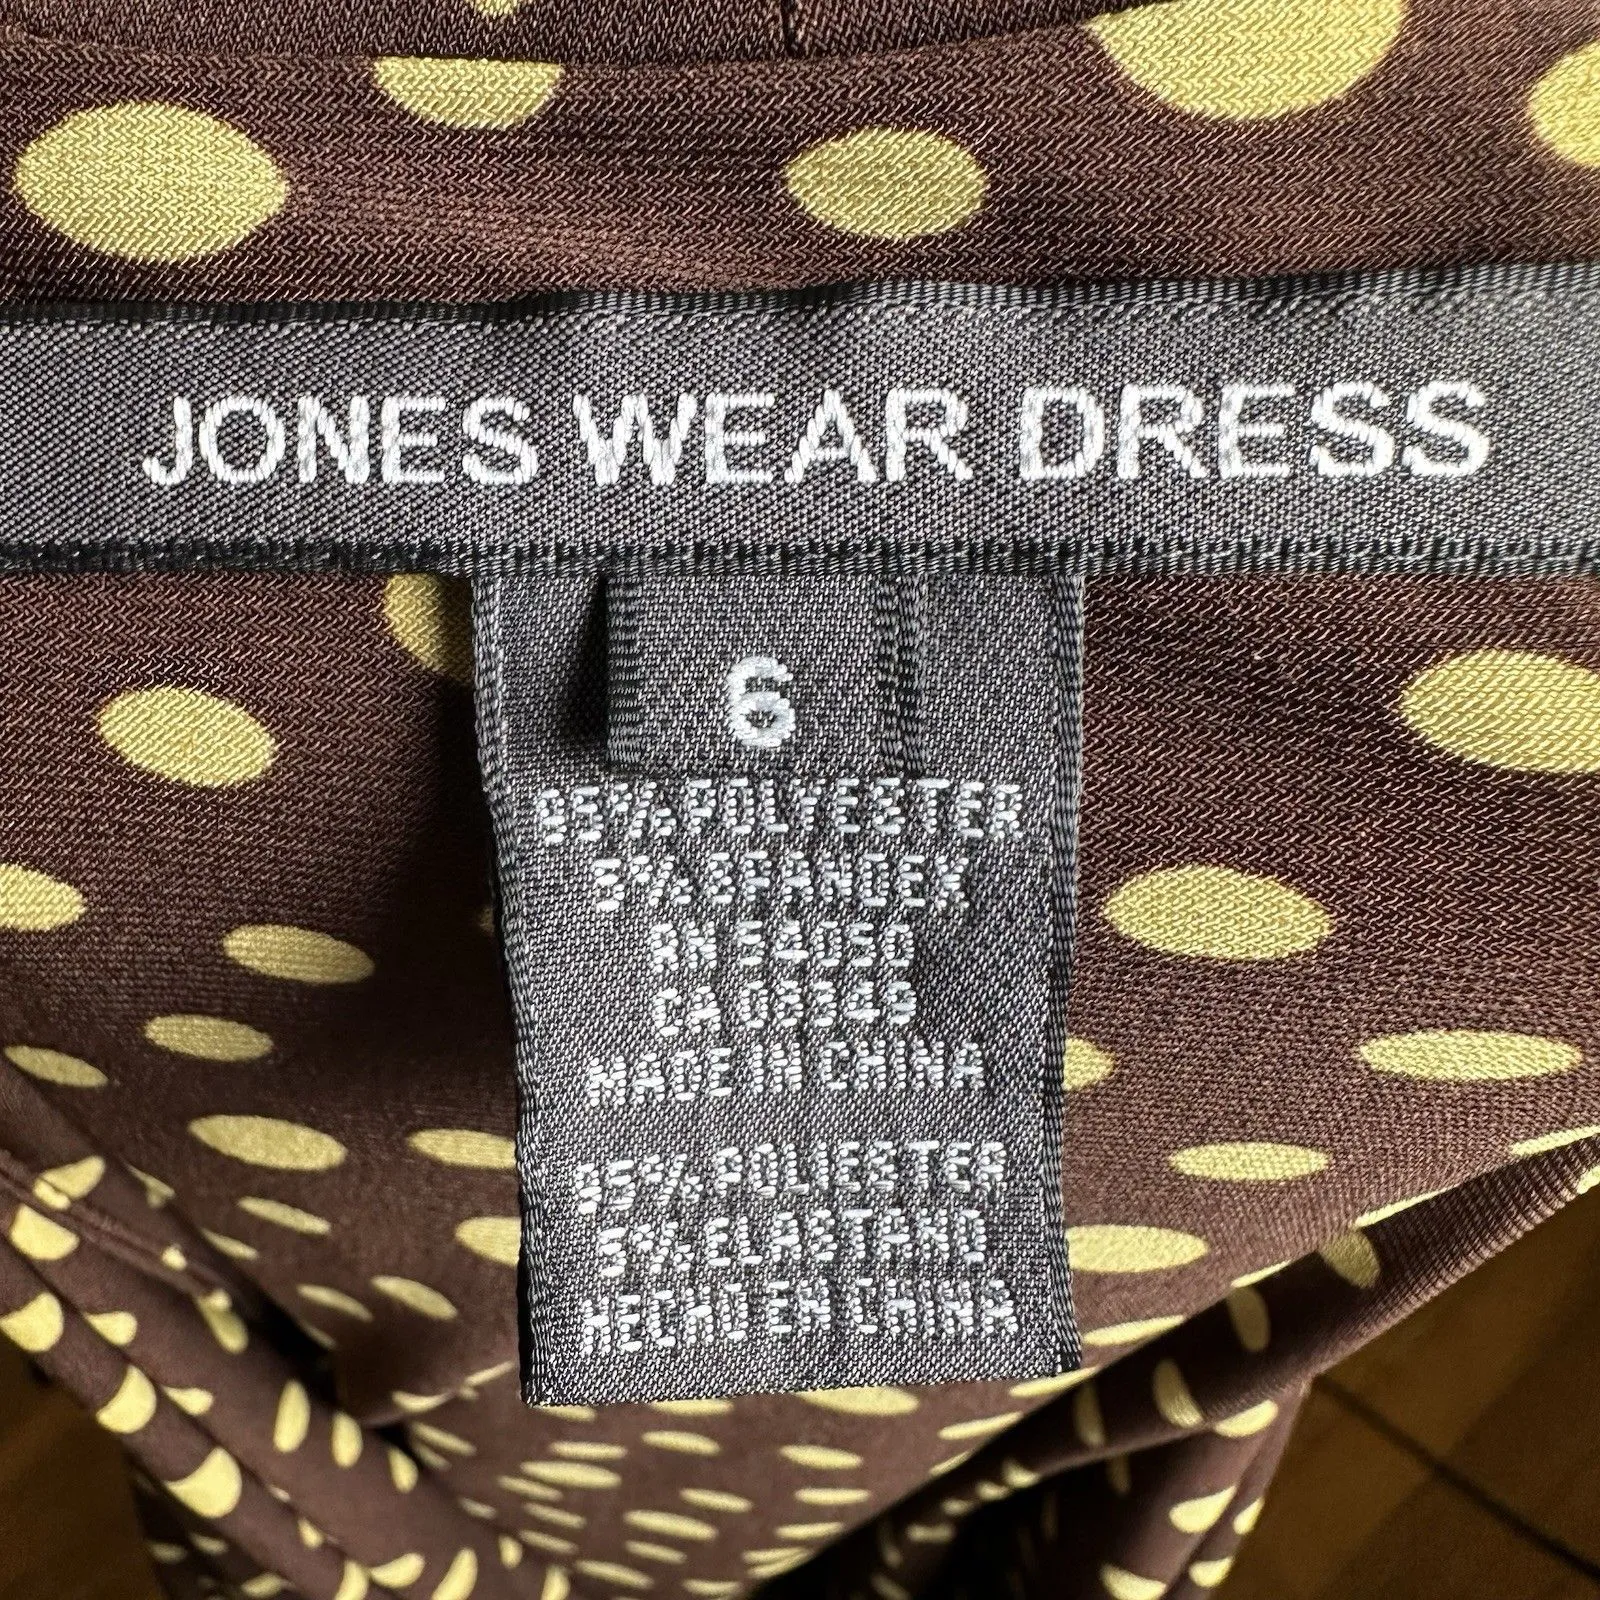 JONES WEAR DRESS
6
95% POLYESTER
5% SPANDEX
RN 54050
CA 08348
MADE IN CHINA
95% POLIESTER
5% ELASTANO
HECHO EN CHINA